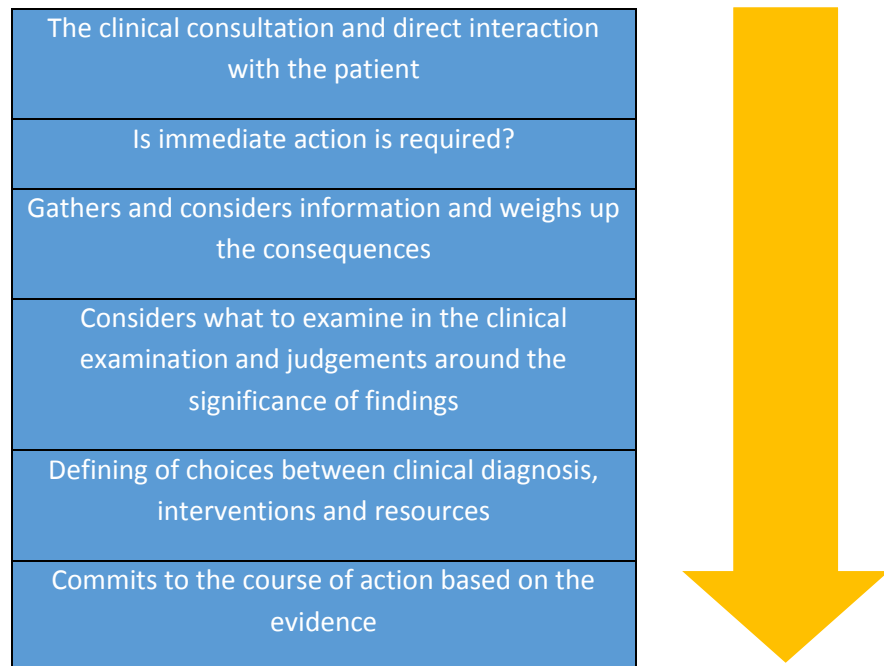 The clinical consultation and direct interaction
with the patient
Is immediate action is required?
Gathers and considers information and weighs up
the consequences
Considers what to examine in the clinical
examination and judgements around the
significance of findings
Defining of choices between clinical diagnosis,
interventions and resources
Commits to the course of action based on the
evidence